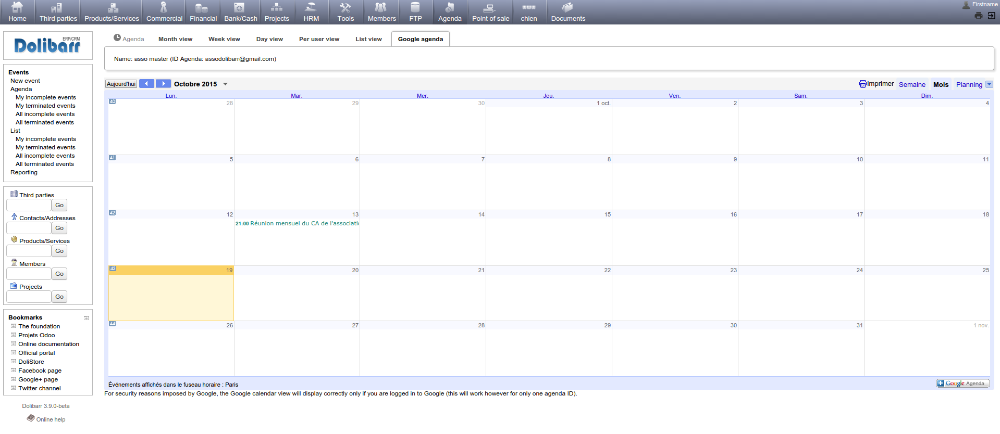 Home Third parties Products/Services Commercial Financial Bank/Cash Projects HRM Tools Members FTP Agenda Point of sale chien Documents
Firstname
ERP/CRM
Dolibarr
Events
New event
Agenda
My incomplete events
My terminated events
All incomplete events
All terminated events
List
My incomplete events
My terminated events
All incomplete events
All terminated events
Reporting
Third parties
Go
Contacts/Addresses
Go
Products/Services
Go
Members
Go
Projects
Go
Bookmarks
The foundation
Projets Odoo
Online documentation
Official portal
DoliStore
Facebook page
Google+ page
Twitter channel
Dolibarr 3.9.0-beta
Online help
Agenda Month view Week view Day view Per user view List view Google agenda
Name: asso master (ID Agenda: assodolibarr@gmail.com)
Aujourd'hui Octobre 2015 Imprimer Semaine Mois Planning
Lun. Mar. Mer. Jeu. Ven. Sam. Dim.
40 28 29 30 1 oct. 2 3 4
41 5 6 7 8 9 10 11
42 12 13 14 15 16 17 18
21:00 Réunion mensuel du CA de l'associati
43 19 20 21 22 23 24 25
44 26 27 28 29 30 31 1 nov.
Événements affichés dans le fuseau horaire : Paris
Google Agenda
For security reasons imposed by Google, the Google calendar view will display correctly only if you are logged in to Google (this will work however for only one agenda ID).